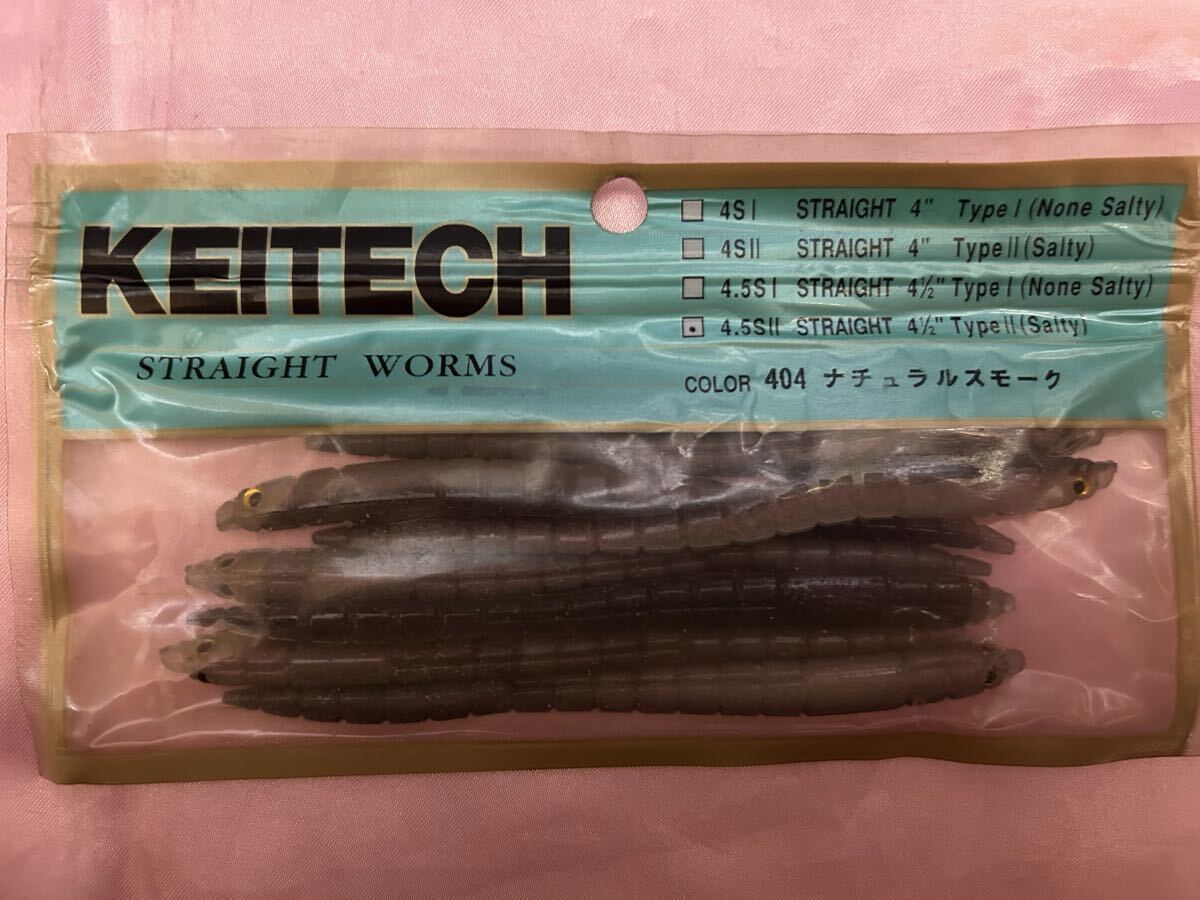 KEITECH
STRAIGHT WORMS
4S I STRAIGHT 4" Type I (None Salty)
4S II STRAIGHT 4" Type II (Salty)
4.5S I STRAIGHT 4½" Type I (None Salty)
4.5S II STRAIGHT 4½" Type II (Salty)
COLOR 404 ナチュラルスモーク